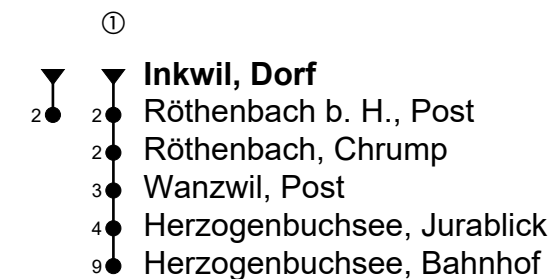 ①
Inkwil, Dorf
2 2 Röthenbach b. H., Post
2 Röthenbach, Chrump
3 Wanzwil, Post
4 Herzogenbuchsee, Jurablick
9 Herzogenbuchsee, Bahnhof